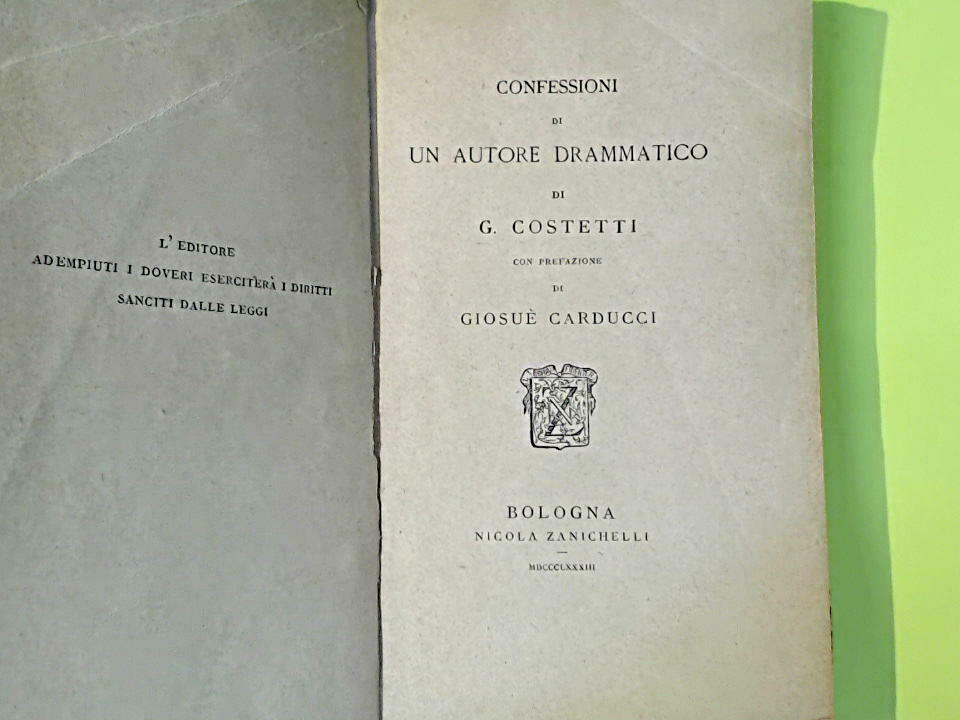 L' EDITORE
ADEMPIUTI I DOVERI ESERCITERÀ I DIRITTI
SANCITI DALLE LEGGI
CONFESSIONI
DI
UN AUTORE DRAMMATICO
DI
G. COSTETTI
CON PREFAZIONE
DI
GIOSUÈ CARDUCCI
BOLOGNA
NICOLA ZANICHELLI
MDCCCLXXXIII